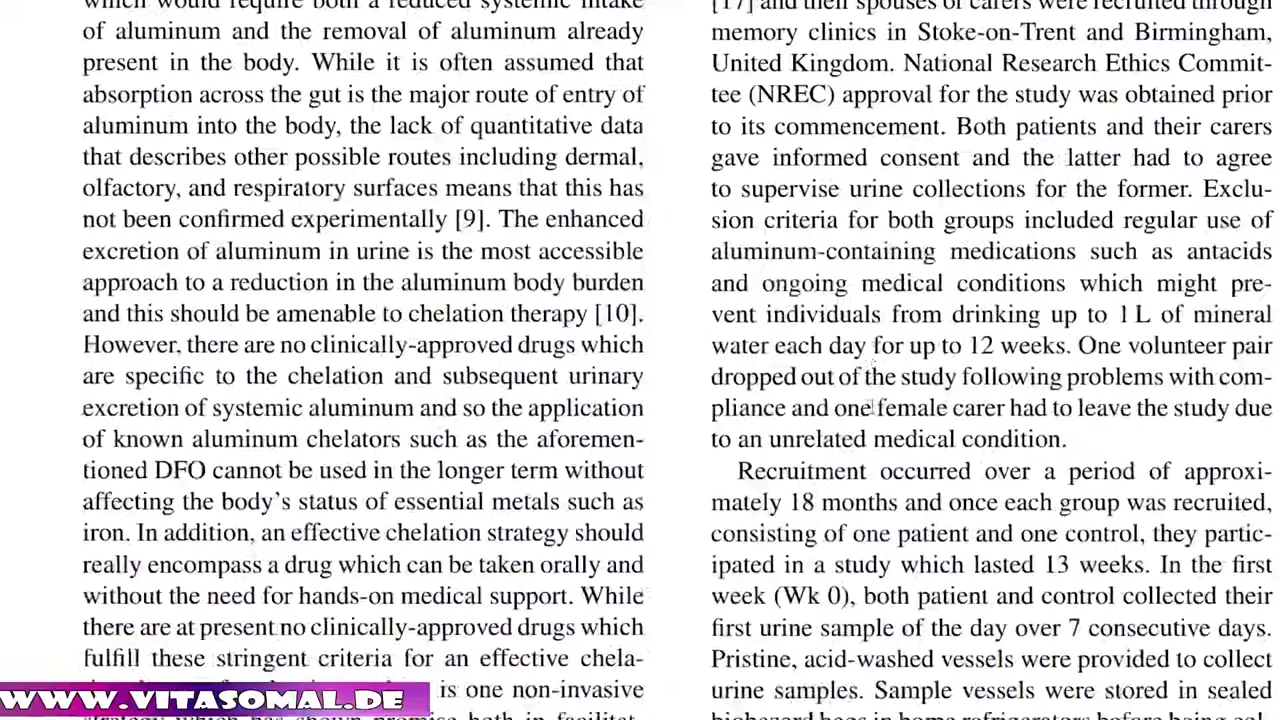 which would require both a reduced systemic intake
of aluminum and the removal of aluminum already
present in the body. While it is often assumed that
absorption across the gut is the major route of entry of
aluminum into the body, the lack of quantitative data
that describes other possible routes including dermal,
olfactory, and respiratory surfaces means that this has
not been confirmed experimentally [9]. The enhanced
excretion of aluminum in urine is the most accessible
approach to a reduction in the aluminum body burden
and this should be amenable to chelation therapy [10].
However, there are no clinically-approved drugs which
are specific to the chelation and subsequent urinary
excretion of systemic aluminum and so the application
of known aluminum chelators such as the aforemen-
tioned DFO cannot be used in the longer term without
affecting the body's status of essential metals such as
iron. In addition, an effective chelation strategy should
really encompass a drug which can be taken orally and
without the need for hands-on medical support. While
there are at present no clinically-approved drugs which
fulfill these stringent criteria for an effective chela-
is one non-invasive
[17] and their spouses or carers were recruited through
memory clinics in Stoke-on-Trent and Birmingham,
United Kingdom. National Research Ethics Commit-
tee (NREC) approval for the study was obtained prior
to its commencement. Both patients and their carers
gave informed consent and the latter had to agree
to supervise urine collections for the former. Exclu-
sion criteria for both groups included regular use of
aluminum-containing medications such as antacids
and ongoing medical conditions which might pre-
vent individuals from drinking up to 1 L of mineral
water each day for up to 12 weeks. One volunteer pair
dropped out of the study following problems with com-
pliance and one female carer had to leave the study due
to an unrelated medical condition.
Recruitment occurred over a period of approxi-
mately 18 months and once each group was recruited,
consisting of one patient and one control, they partic-
ipated in a study which lasted 13 weeks. In the first
week (Wk 0), both patient and control collected their
first urine sample of the day over 7 consecutive days.
Pristine, acid-washed vessels were provided to collect
urine samples. Sample vessels were stored in sealed
WWW.VITASOMAL.DE